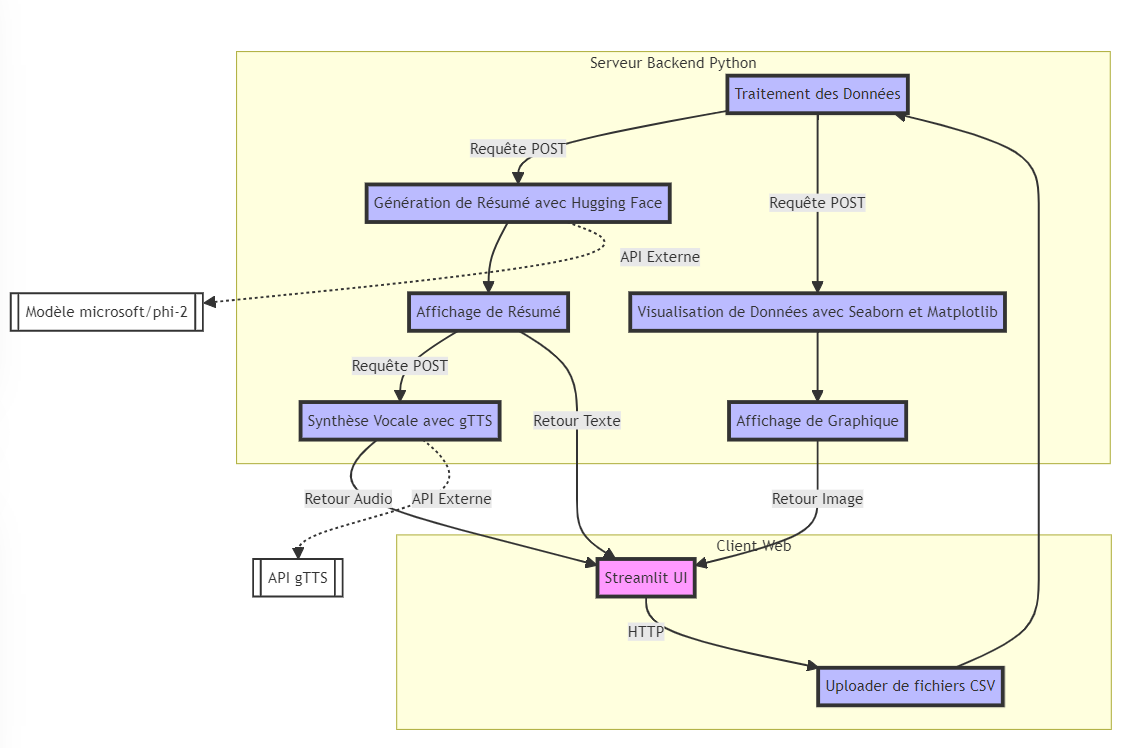 Serveur Backend Python
Traitement des Données
Requête POST
Génération de Résumé avec Hugging Face
Requête POST
API Externe
Modèle microsoft/phi-2
Affichage de Résumé
Visualisation de Données avec Seaborn et Matplotlib
Requête POST
Synthèse Vocale avec gTTS
Retour Texte
Affichage de Graphique
Retour Audio
API Externe
Retour Image
Client Web
API gTTS
Streamlit UI
HTTP
Uploader de fichiers CSV